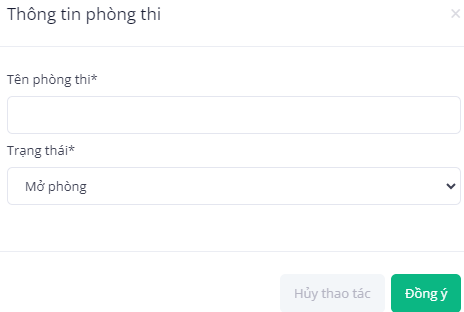 Thông tin phòng thi
×
Tên phòng thi*
Trạng thái*
Mở phòng
Hủy thao tác
Đồng ý